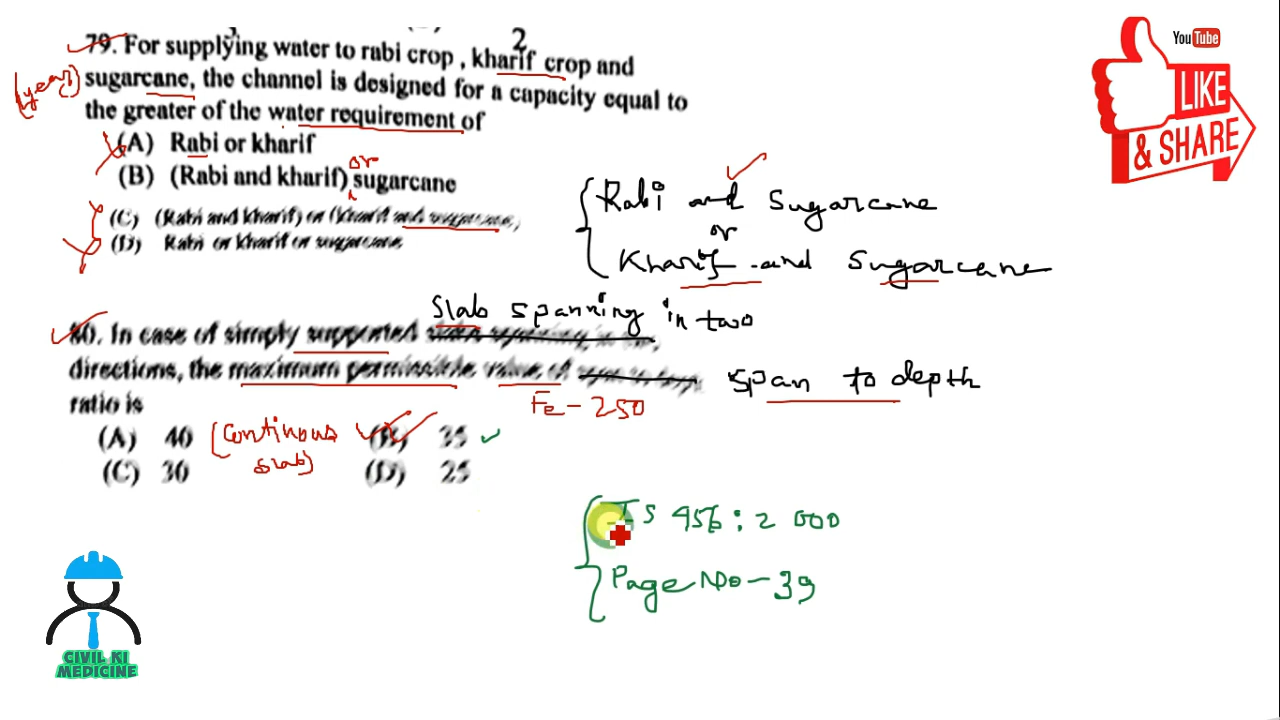 2
79. For supplying water to rabi crop , kharif crop and
(year) sugarcane, the channel is designed for a capacity equal to
the greater of the water requirement of
(A) Rabi or kharif
or
(B) (Rabi and kharif) sugarcane
(C) (Rabi and kharif) or (kharif and sugarcane)
(D) Rabi or kharif or sugarcane
Rabi and Sugarcane
or
Kharif and Sugarcane
Slab spanning in two
80. In case of simply supported
directions, the maximum permissible value of span to depth
ratio is
Fe-250
(A) 40 (Continous slab) (B) 35
(C) 30 (D) 25
IS 456:2000
Page No-39
YouTube
LIKE
& SHARE
CIVIL KI
MEDICINE